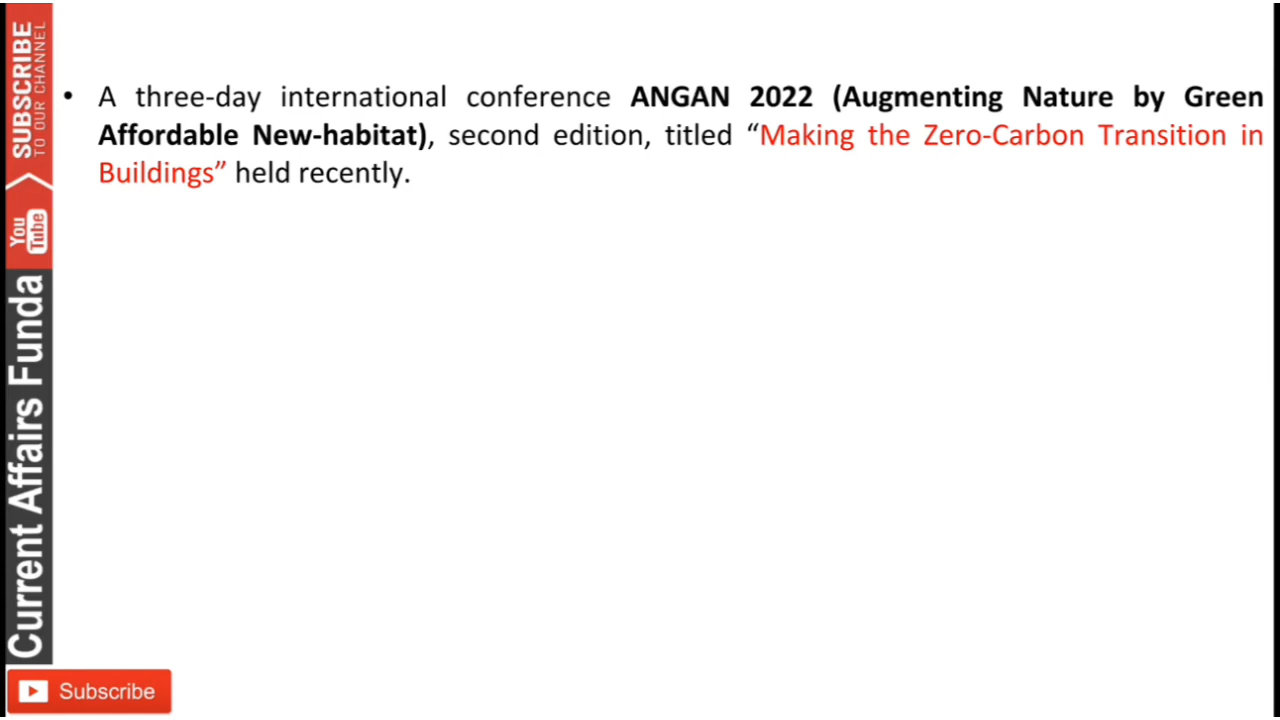 • A three-day international conference ANGAN 2022 (Augmenting Nature by Green
Affordable New-habitat), second edition, titled “Making the Zero-Carbon Transition in
Buildings” held recently.
SUBSCRIBE
TO OUR CHANNEL
You
Tube
Current Affairs Funda
Subscribe